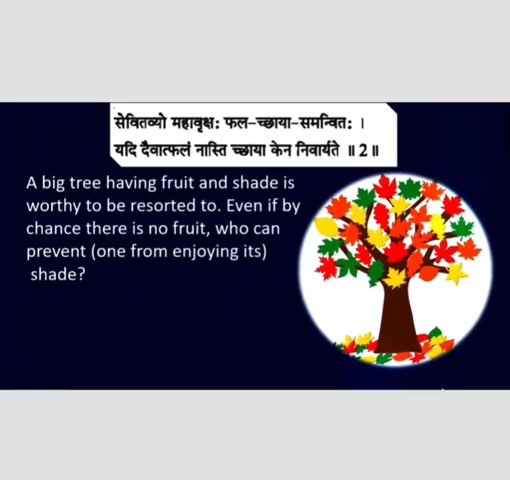 सेवितव्यो महावृक्षः फल-च्छाया-समन्वितः ।
यदि दैवात्फलं नास्ति च्छाया केन निवार्यते ॥2॥
A big tree having fruit and shade is
worthy to be resorted to. Even if by
chance there is no fruit, who can
prevent (one from enjoying its)
shade?